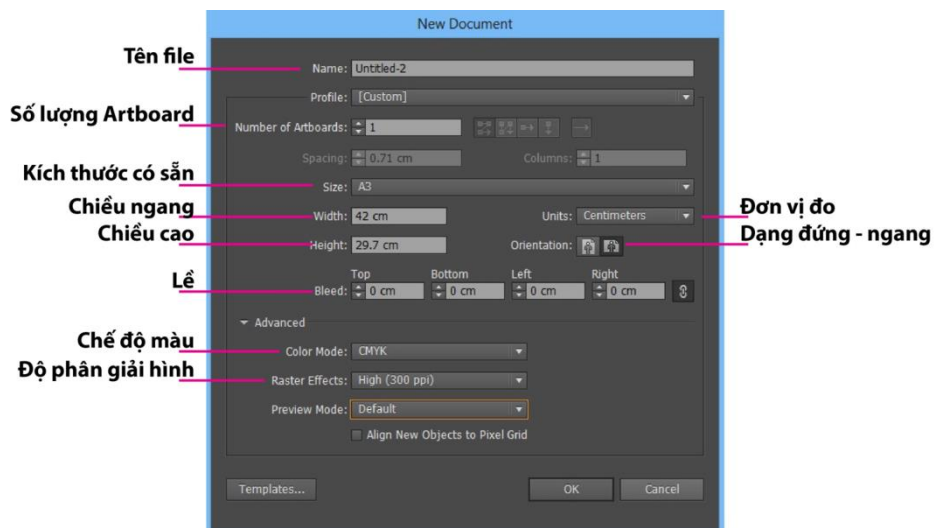 New Document
Tên file
Name: Untitled-2
Profile: [Custom]
Số lượng Artboard
Number of Artboards: 1
Spacing: 0.71 cm Columns: 1
Kích thước có sẵn
Size: A3
Chiều ngang
Width: 42 cm Units: Centimeters
Đơn vị đo
Chiều cao
Height: 29.7 cm Orientation:
Dạng đứng - ngang
Top Bottom Left Right
Lề
Bleed: 0 cm 0 cm 0 cm 0 cm
Advanced
Chế độ màu
Color Mode: CMYK
Độ phân giải hình
Raster Effects: High (300 ppi)
Preview Mode: Default
Align New Objects to Pixel Grid
Templates... OK Cancel